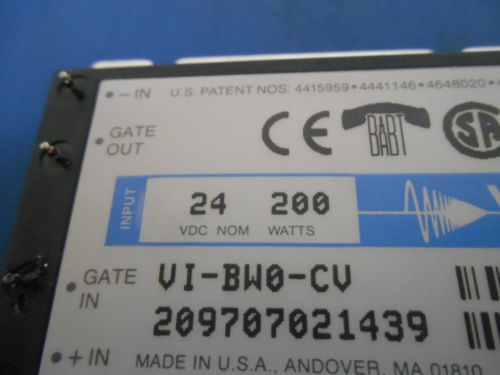 • – IN U.S. PATENT NOS: 4415959 • 4441146 • 4648020 •
• GATE OUT
CE BABT SA
INPUT
24 200
VDC NOM WATTS
• GATE IN
VI-BW0-CV
209707021439
• + IN MADE IN U.S.A., ANDOVER, MA 01810